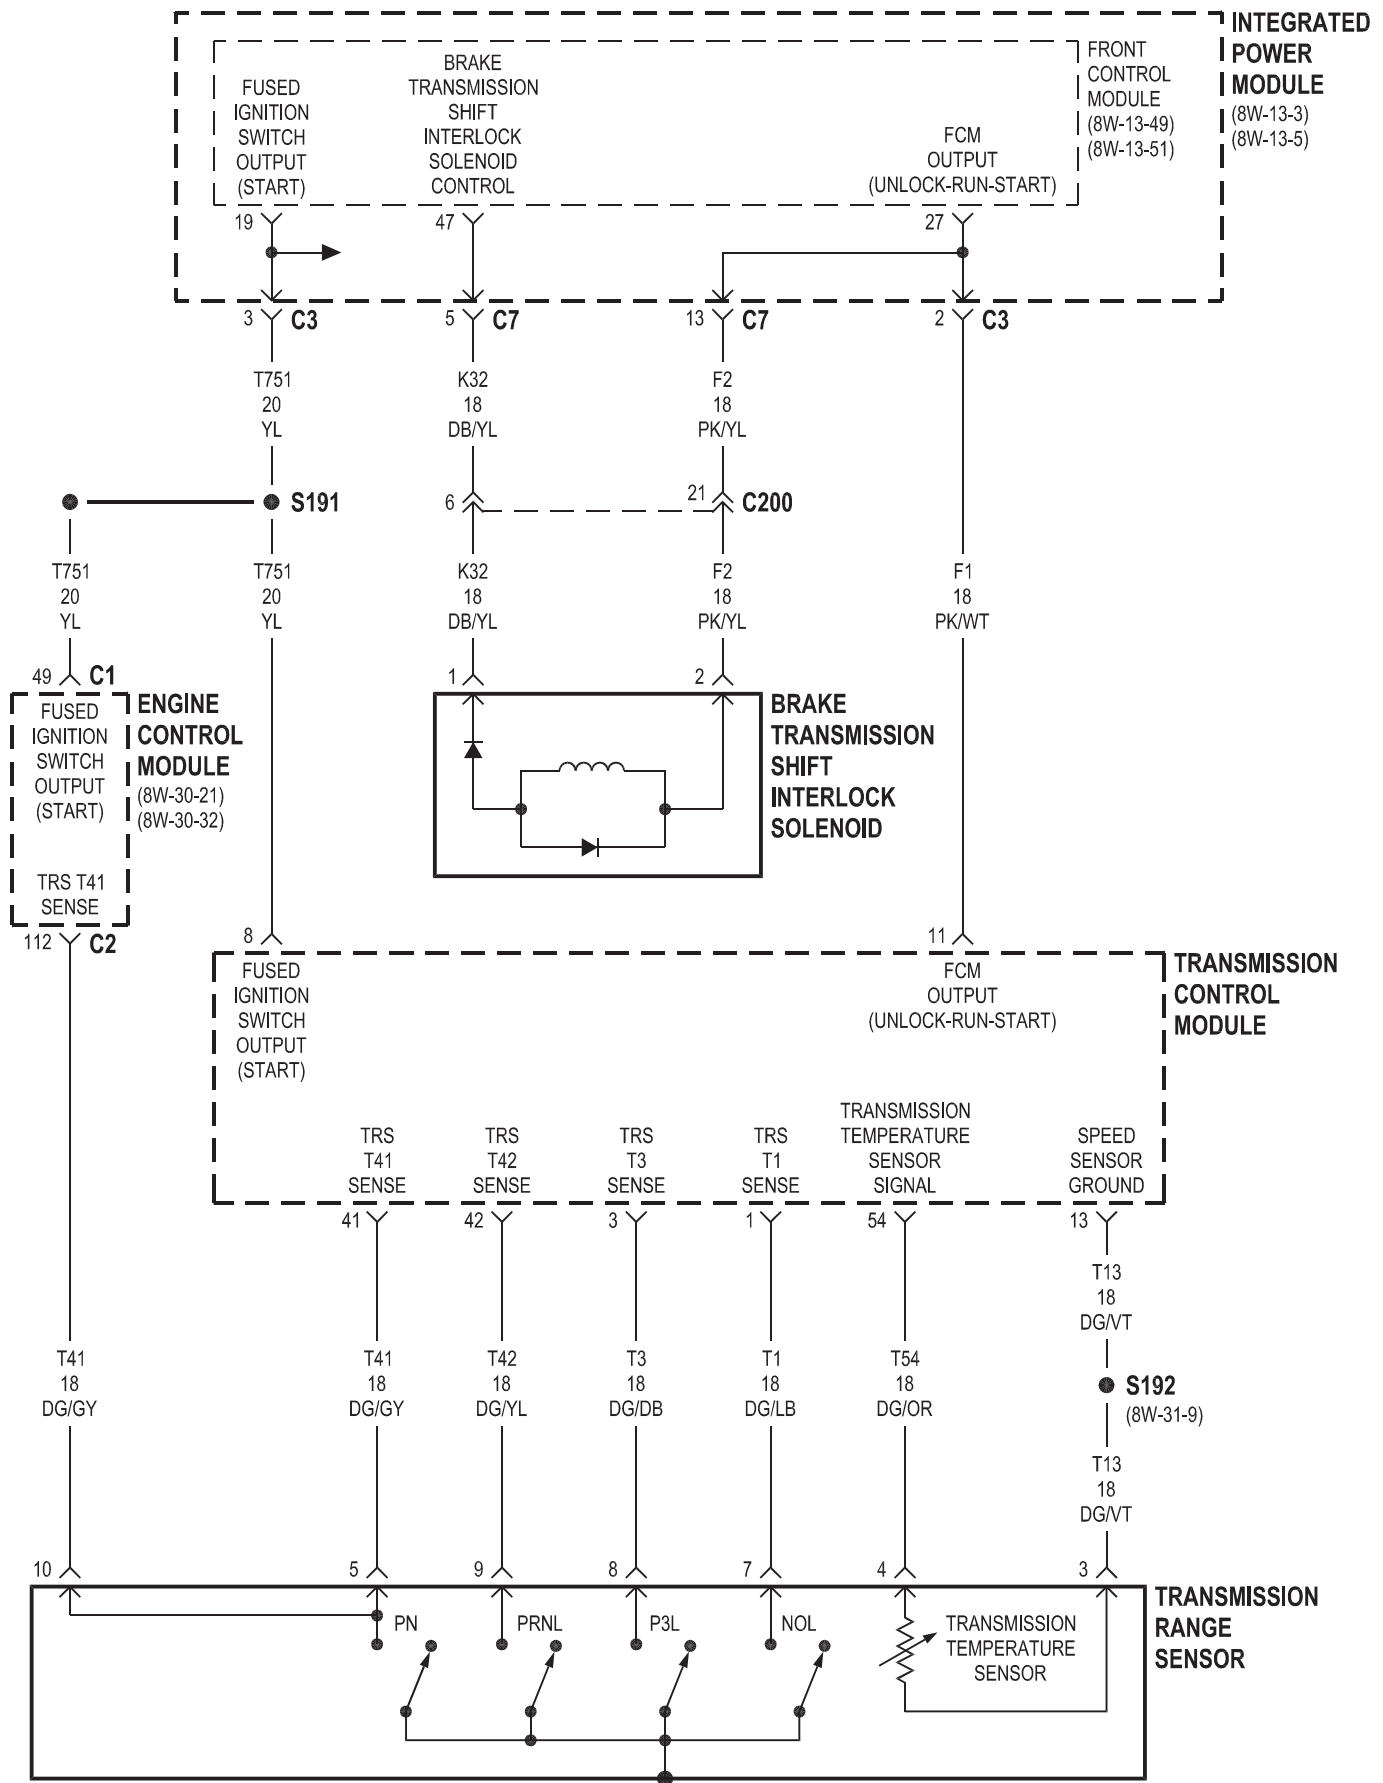 INTEGRATED
POWER
MODULE
(8W-13-3)
(8W-13-5)
FRONT
CONTROL
MODULE
(8W-13-49)
(8W-13-51)
FUSED
IGNITION
SWITCH
OUTPUT
(START)
BRAKE
TRANSMISSION
SHIFT
INTERLOCK
SOLENOID
CONTROL
FCM
OUTPUT
(UNLOCK-RUN-START)
19
47
27
3 C3
5 C7
13 C7
2 C3
T751
20
YL
K32
18
DB/YL
F2
18
PK/YL
S191
6
21 C200
T751
20
YL
T751
20
YL
K32
18
DB/YL
F2
18
PK/YL
F1
18
PK/WT
49 C1
1
2
FUSED
IGNITION
SWITCH
OUTPUT
(START)
TRS T41
SENSE
ENGINE
CONTROL
MODULE
(8W-30-21)
(8W-30-32)
BRAKE
TRANSMISSION
SHIFT
INTERLOCK
SOLENOID
112 C2
8
11
FUSED
IGNITION
SWITCH
OUTPUT
(START)
FCM
OUTPUT
(UNLOCK-RUN-START)
TRANSMISSION
CONTROL
MODULE
TRS
T41
SENSE
TRS
T42
SENSE
TRS
T3
SENSE
TRS
T1
SENSE
TRANSMISSION
TEMPERATURE
SENSOR
SIGNAL
SPEED
SENSOR
GROUND
41
42
3
1
54
13
T13
18
DG/VT
T41
18
DG/GY
T41
18
DG/GY
T42
18
DG/YL
T3
18
DG/DB
T1
18
DG/LB
T54
18
DG/OR
S192
(8W-31-9)
T13
18
DG/VT
10
5
9
8
7
4
3
PN
PRNL
P3L
NOL
TRANSMISSION
TEMPERATURE
SENSOR
TRANSMISSION
RANGE
SENSOR